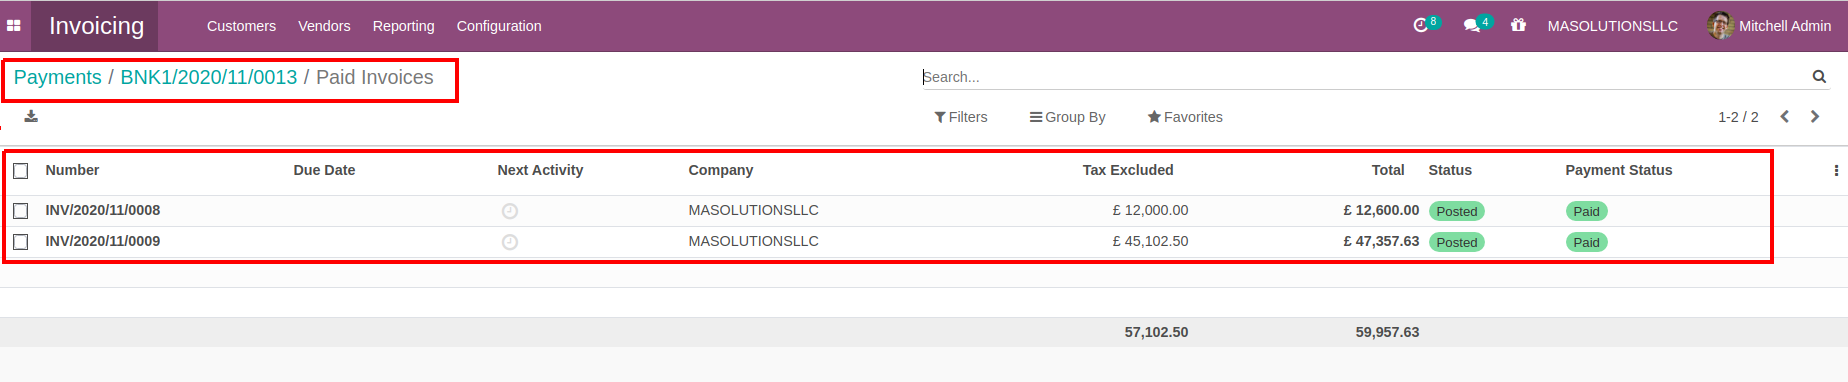 Invoicing Customers Vendors Reporting Configuration 8 4 MASOLUTIONSLLC Mitchell Admin
Payments / BNK1/2020/11/0013 / Paid Invoices Search...
Filters Group By Favorites 1-2 / 2
Number Due Date Next Activity Company Tax Excluded Total Status Payment Status
INV/2020/11/0008 MASOLUTIONSLLC £ 12,000.00 £ 12,600.00 Posted Paid
INV/2020/11/0009 MASOLUTIONSLLC £ 45,102.50 £ 47,357.63 Posted Paid
57,102.50 59,957.63